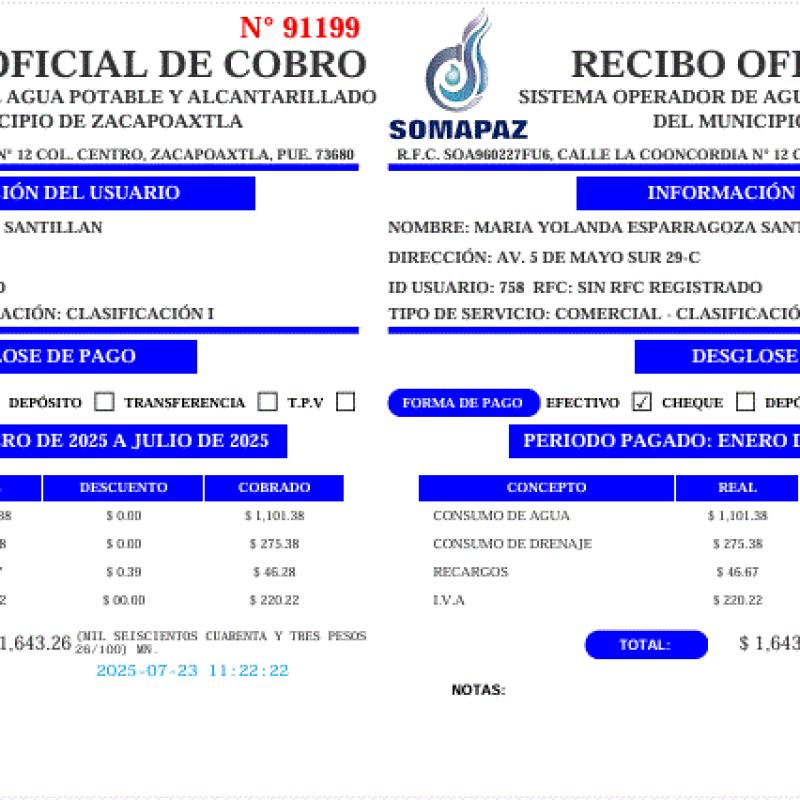 N° 91199
OFICIAL DE COBRO
AGUA POTABLE Y ALCANTARILLADO
CIPIO DE ZACAPOAXTLA
N° 12 COL. CENTRO, ZACAPOAXTLA, PUE. 73680
IÓN DEL USUARIO
SANTILLAN
ACIÓN: CLASIFICACIÓN I
LOSE DE PAGO
DEPÓSITO TRANSFERENCIA T.P.V
RO DE 2025 A JULIO DE 2025
DESCUENTO COBRADO
38 $ 0.00 $ 1,101.38
8 $ 0.00 $ 275.38
7 $ 0.39 $ 46.28
2 $ 00.00 $ 220.22
1,643.26 (MIL SEISCIENTOS CUARENTA Y TRES PESOS
26/100) MN.
2025-07-23 11:22:22
SOMAPAZ
RECIBO OFI
SISTEMA OPERADOR DE AGU
DEL MUNICIPIO
R.F.C. SOA960227FU6, CALLE LA COONCORDIA N° 12 C
INFORMACIÓN
NOMBRE: MARIA YOLANDA ESPARRAGOZA SANT
DIRECCIÓN: AV. 5 DE MAYO SUR 29-C
ID USUARIO: 758 RFC: SIN RFC REGISTRADO
TIPO DE SERVICIO: COMERCIAL - CLASIFICACIÓ
DESGLOSE
FORMA DE PAGO EFECTIVO ✓ CHEQUE DEPÓ
PERIODO PAGADO: ENERO D
CONCEPTO REAL
CONSUMO DE AGUA $ 1,101.38
CONSUMO DE DRENAJE $ 275.38
RECARGOS $ 46.67
I.V.A $ 220.22
TOTAL: $ 1,643
NOTAS: